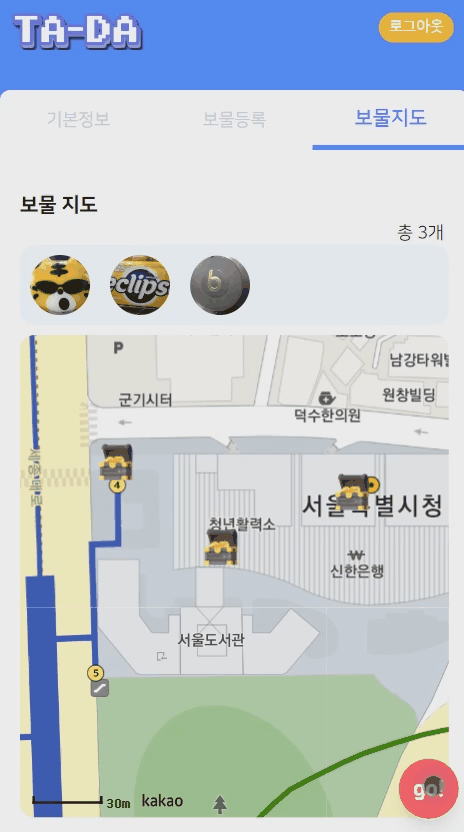 TA-DA
로그아웃
기본정보
보물등록
보물지도
보물 지도
총 3개
eclips
b
P
남강타워빌
군기시터
원창빌딩
덕수한의원
세종대로
4
서울특별시청
청년활력소
₩
신한은행
서울도서관
5
30m
kakao
go!